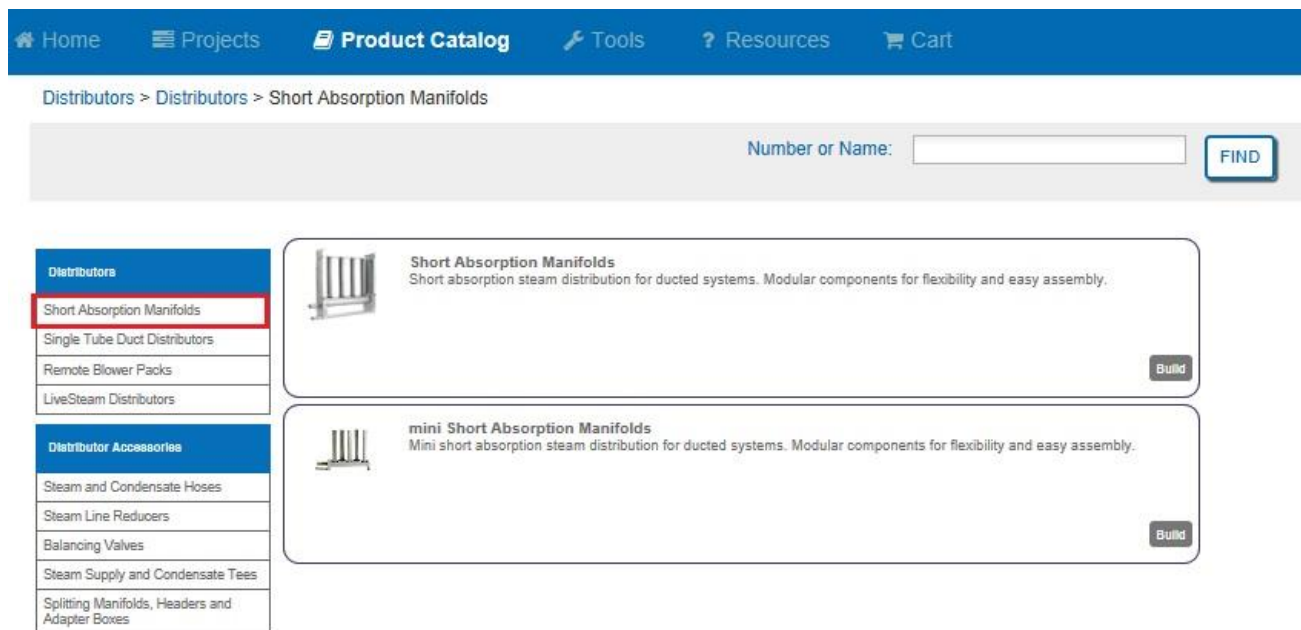 Home Projects Product Catalog Tools ? Resources Cart
Distributors > Distributors > Short Absorption Manifolds
Number or Name: FIND
Distributors
Short Absorption Manifolds
Single Tube Duct Distributors
Remote Blower Packs
LiveSteam Distributors
Distributor Accessories
Steam and Condensate Hoses
Steam Line Reducers
Balancing Valves
Steam Supply and Condensate Tees
Splitting Manifolds, Headers and
Adapter Boxes
Short Absorption Manifolds
Short absorption steam distribution for ducted systems. Modular components for flexibility and easy assembly.
Build
mini Short Absorption Manifolds
Mini short absorption steam distribution for ducted systems. Modular components for flexibility and easy assembly.
Build